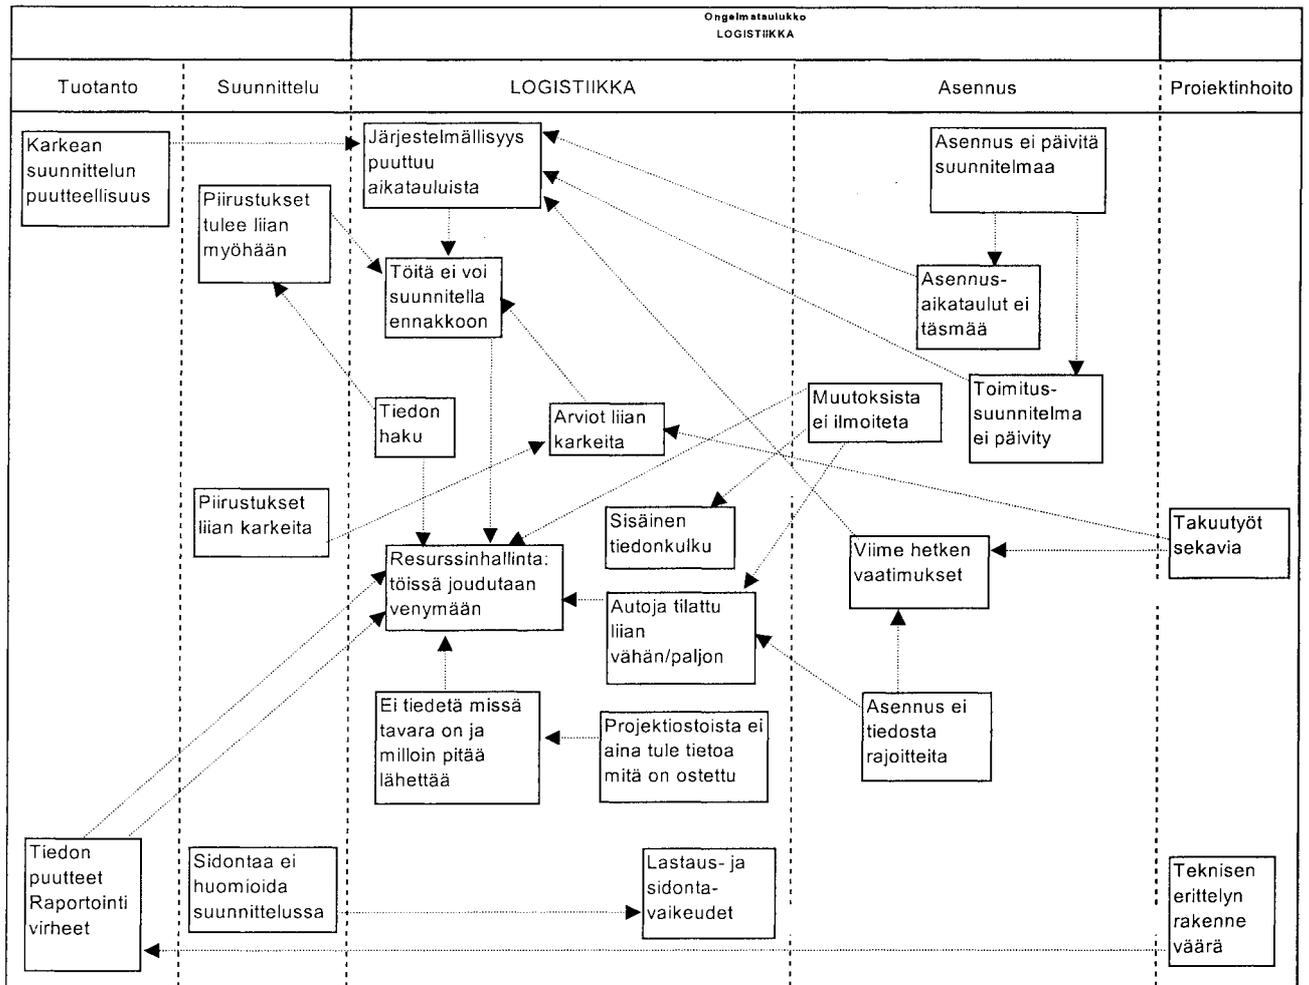 Ongelmataulukko
LOGISTIIKKA
Tuotanto
Suunnittelu
LOGISTIIKKA
Asennus
Proiektinhoito
Karkean
suunnittelun
puutteellisuus
Piirustukset
tulee liian
myöhään
Järjestelmällisyys
puuttuu
aikatauluista
Asennus ei päivitä
suunnitelmaa
Töitä ei voi
suunnitella
ennakkoon
Asennus-
aikataulut ei
täsmää
Tiedon
haku
Arviot liian
karkeita
Muutoksista
ei ilmoiteta
Toimitus-
suunnitelma
ei päivity
Piirustukset
liian karkeita
Sisäinen
tiedonkulku
Takuutyöt
sekavia
Resurssinhallinta:
töissä joudutaan
venymään
Viime hetken
vaatimukset
Autoja tilattu
liian
vähän/paljon
Ei tiedetä missä
tavara on ja
milloin pitää
lähettää
Projektiostoista ei
aina tule tietoa
mitä on ostettu
Asennus ei
tiedosta
rajoitteita
Tiedon
puutteet
Raportointi
virheet
Sidontaa ei
huomioida
suunnittelussa
Lastaus- ja
sidonta-
vaikeudet
Teknisen
erittelyn
rakenne
väärä